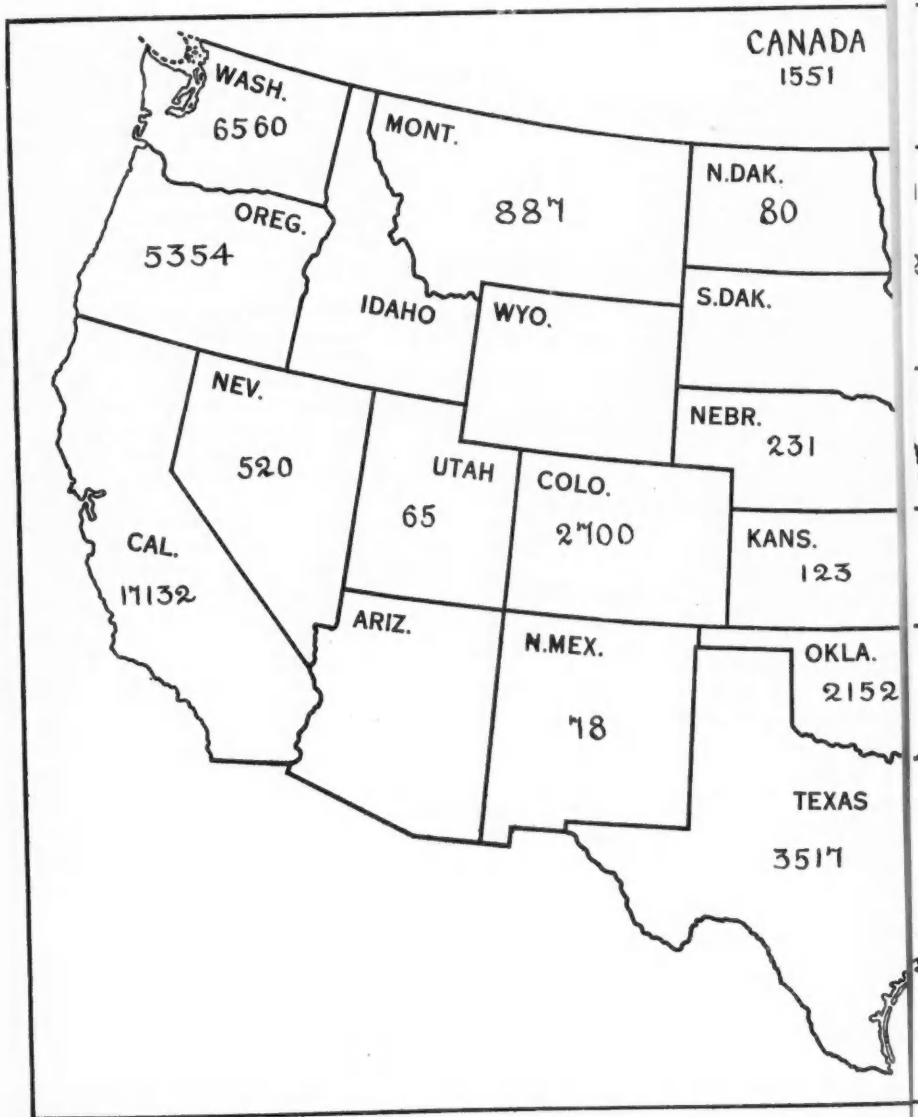 CANADA
1551
WASH.
6560
MONT.
887
N.DAK.
80
OREG.
5354
IDAHO
WYO.
S.DAK.
NEV.
520
NEBR.
231
UTAH
65
COLO.
2700
KANS.
123
CAL.
17132
ARIZ.
N.MEX.
78
OKLA.
2152
TEXAS
3517